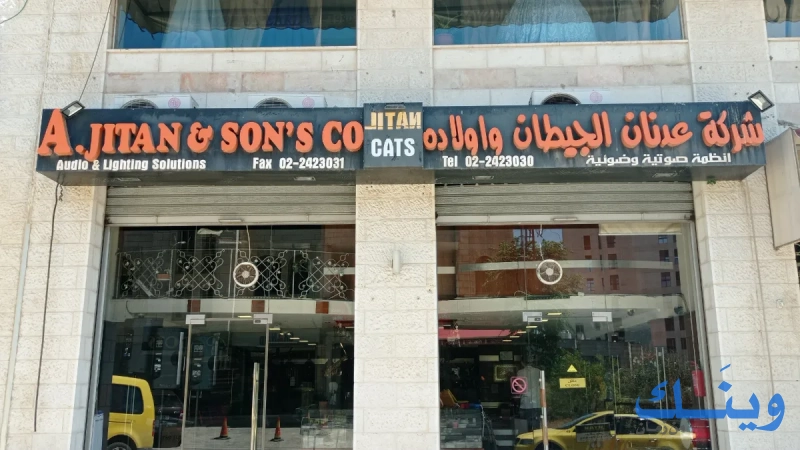 A. JITAN & SON'S CO
JITAN
CATS
شركة عدنان الجيطان واولاده
Audio & Lighting Solutions
Fax 02-2423031
Tel 02-2423030
انظمة صوتية وضوئية
وينك